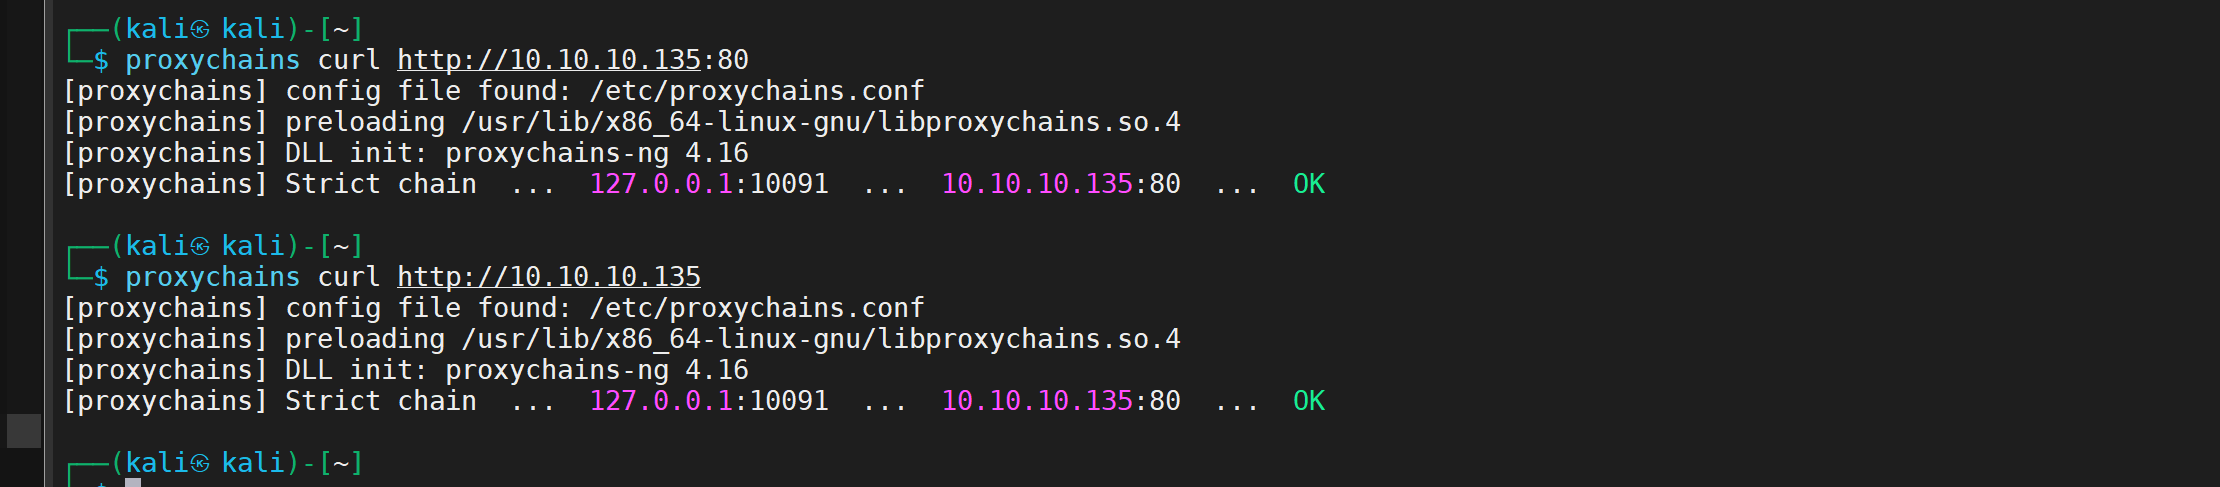 ┌──(kali㉿kali)-[~]
└─$ proxychains curl http://10.10.10.135:80
[proxychains] config file found: /etc/proxychains.conf
[proxychains] preloading /usr/lib/x86_64-linux-gnu/libproxychains.so.4
[proxychains] DLL init: proxychains-ng 4.16
[proxychains] Strict chain  ...  127.0.0.1:10091  ...  10.10.10.135:80  ...  OK
┌──(kali㉿kali)-[~]
└─$ proxychains curl http://10.10.10.135
[proxychains] config file found: /etc/proxychains.conf
[proxychains] preloading /usr/lib/x86_64-linux-gnu/libproxychains.so.4
[proxychains] DLL init: proxychains-ng 4.16
[proxychains] Strict chain  ...  127.0.0.1:10091  ...  10.10.10.135:80  ...  OK
┌──(kali㉿kali)-[~]
└─$